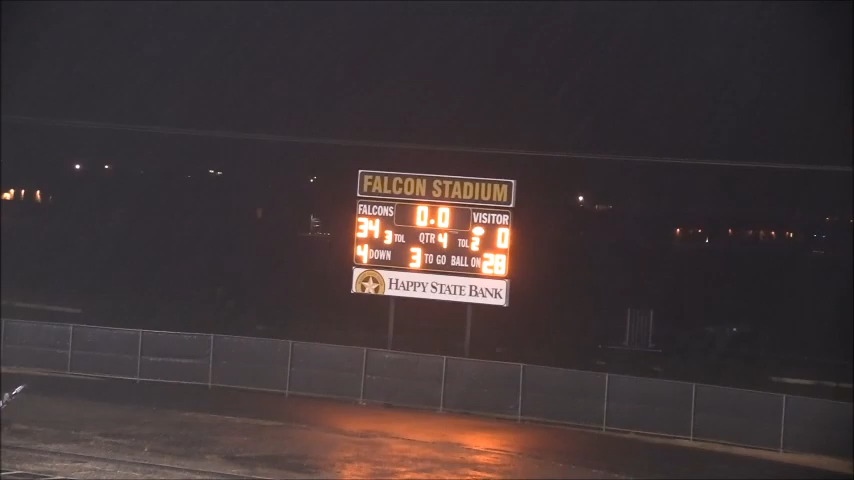 FALCON STADIUM
FALCONS 0.0 VISITOR
34 3 TOL QTR 4 TOL 2 0
4 DOWN 3 TO GO BALL ON 28
HAPPY STATE BANK